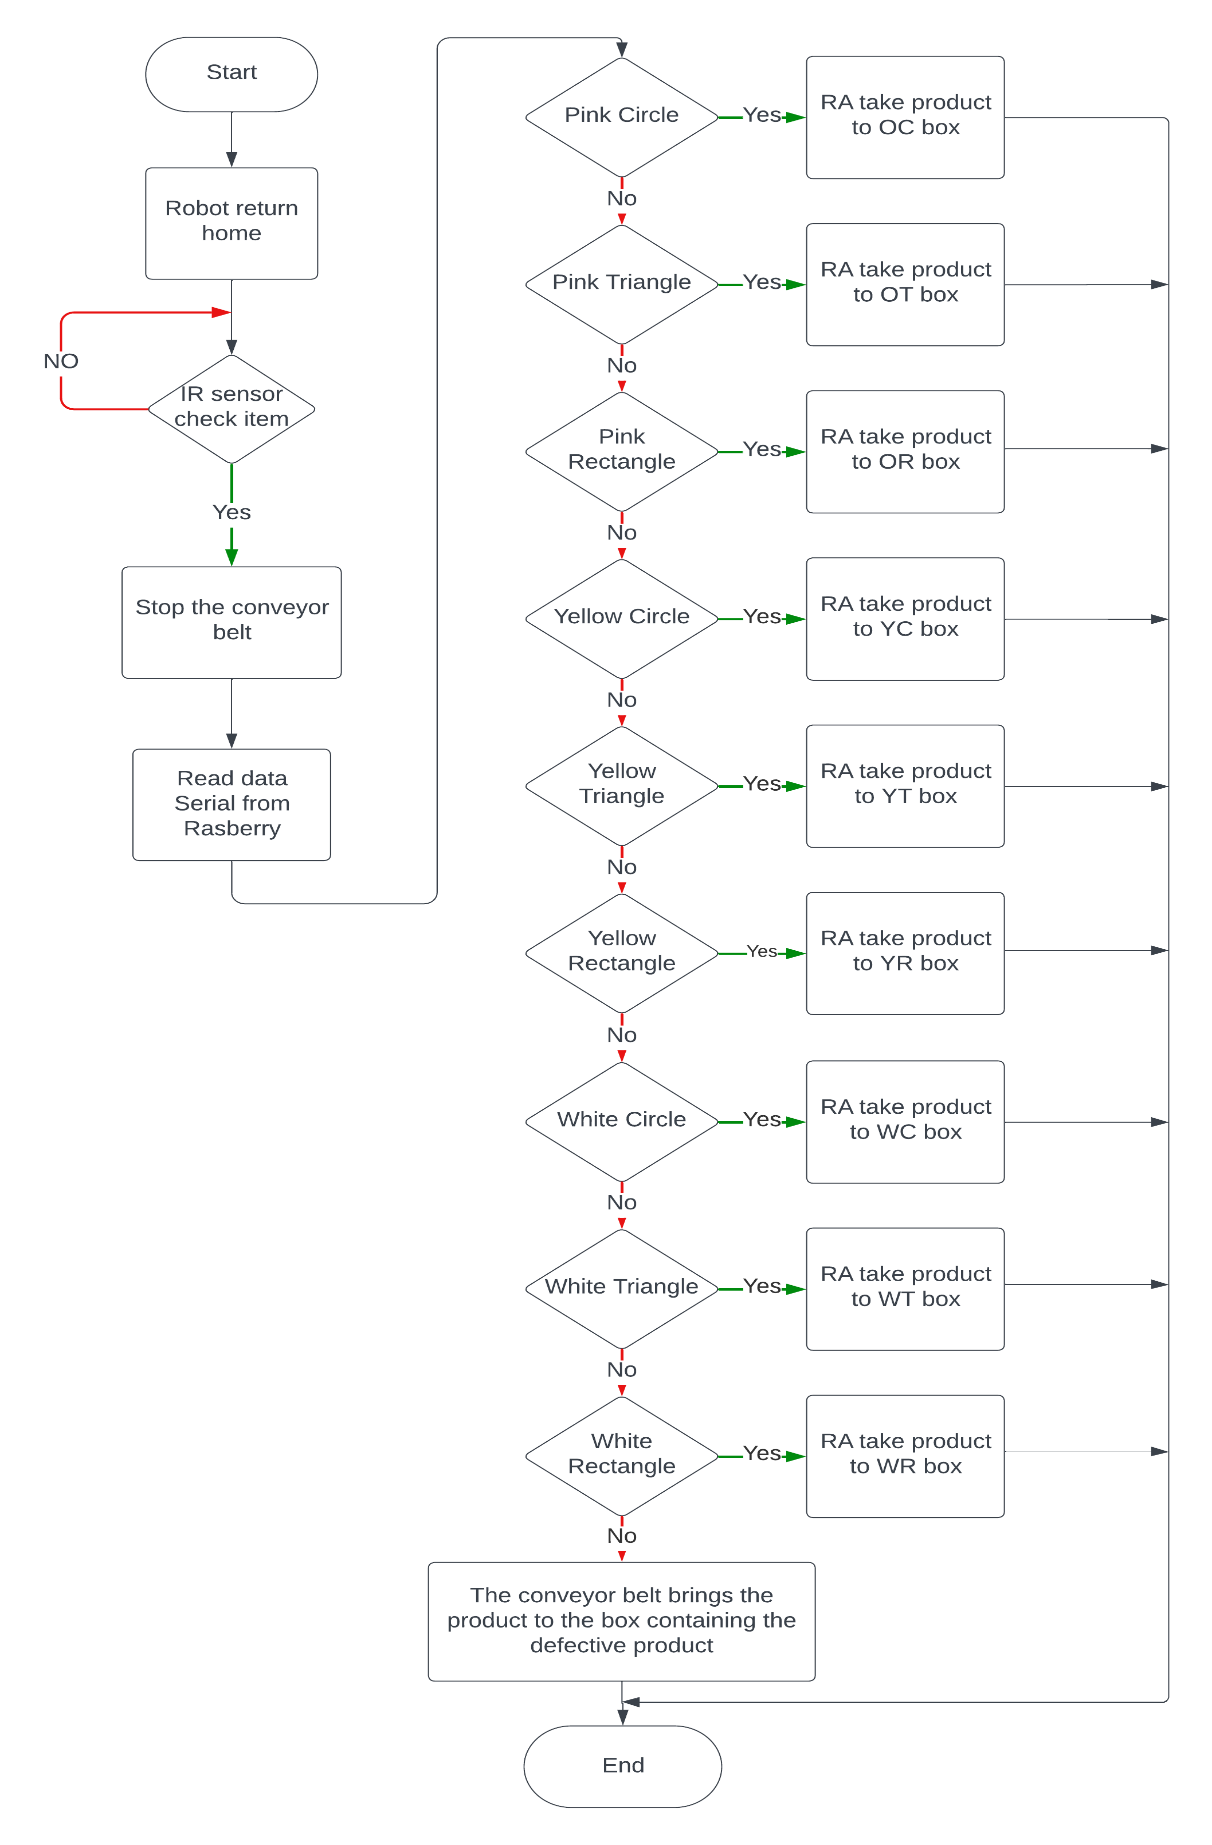 Start
Robot return
home
NO
IR sensor
check item
Yes
Stop the conveyor
belt
Read data
Serial from
Rasberry
Pink Circle
Yes
RA take product
to OC box
No
Pink Triangle
Yes
RA take product
to OT box
No
Pink
Rectangle
Yes
RA take product
to OR box
No
Yellow Circle
Yes
RA take product
to YC box
No
Yellow
Triangle
Yes
RA take product
to YT box
No
Yellow
Rectangle
Yes
RA take product
to YR box
No
White Circle
Yes
RA take product
to WC box
No
White Triangle
Yes
RA take product
to WT box
No
White
Rectangle
Yes
RA take product
to WR box
No
The conveyor belt brings the
product to the box containing the
defective product
End